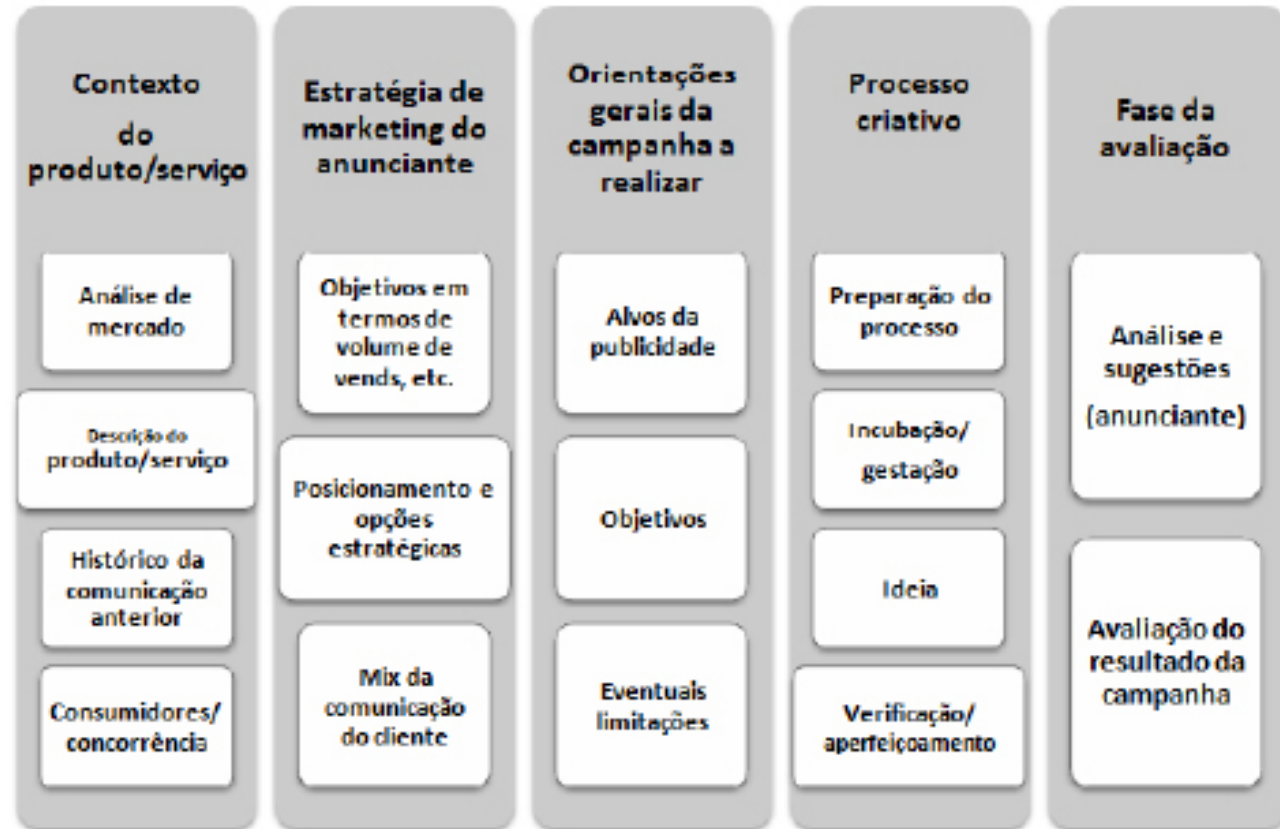 Contexto
do
produto/serviço
Análise de
mercado
Descrição do
produto/serviço
Histórico da
comunicação
anterior
Consumidores/
concorrência
Estratégia de
marketing do
anunciante
Objetivos em
termos de
volume de
vends, etc.
Posicionamento e
opções
estratégicas
Mix da
comunicação
do cliente
Orientações
gerais da
campanha a
realizar
Alvos da
publicidade
Objetivos
Eventuais
limitações
Processo
criativo
Preparação do
processo
Incubação/
gestação
Ideia
Verificação/
aperfeiçoamento
Fase da
avaliação
Análise e
sugestões
(anunciante)
Avaliação do
resultado da
campanha